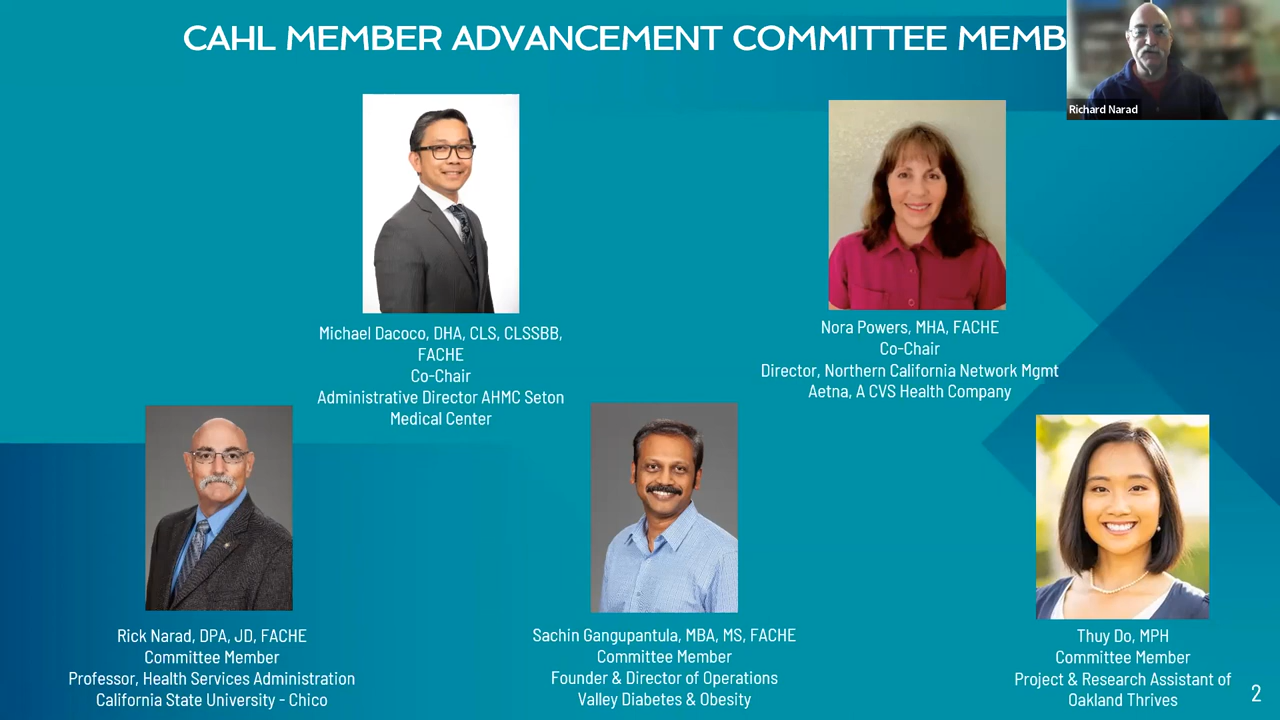 CAHL MEMBER ADVANCEMENT COMMITTEE MEMB
Richard Narad
Michael Dacoco, DHA, CLS, CLSSBB,
FACHE
Co-Chair
Administrative Director AHMC Seton
Medical Center
Nora Powers, MHA, FACHE
Co-Chair
Director, Northern California Network Mgmt
Aetna, A CVS Health Company
Rick Narad, DPA, JD, FACHE
Committee Member
Professor, Health Services Administration
California State University - Chico
Sachin Gangupantula, MBA, MS, FACHE
Committee Member
Founder & Director of Operations
Valley Diabetes & Obesity
Thuy Do, MPH
Committee Member
Project & Research Assistant of
Oakland Thrives
2